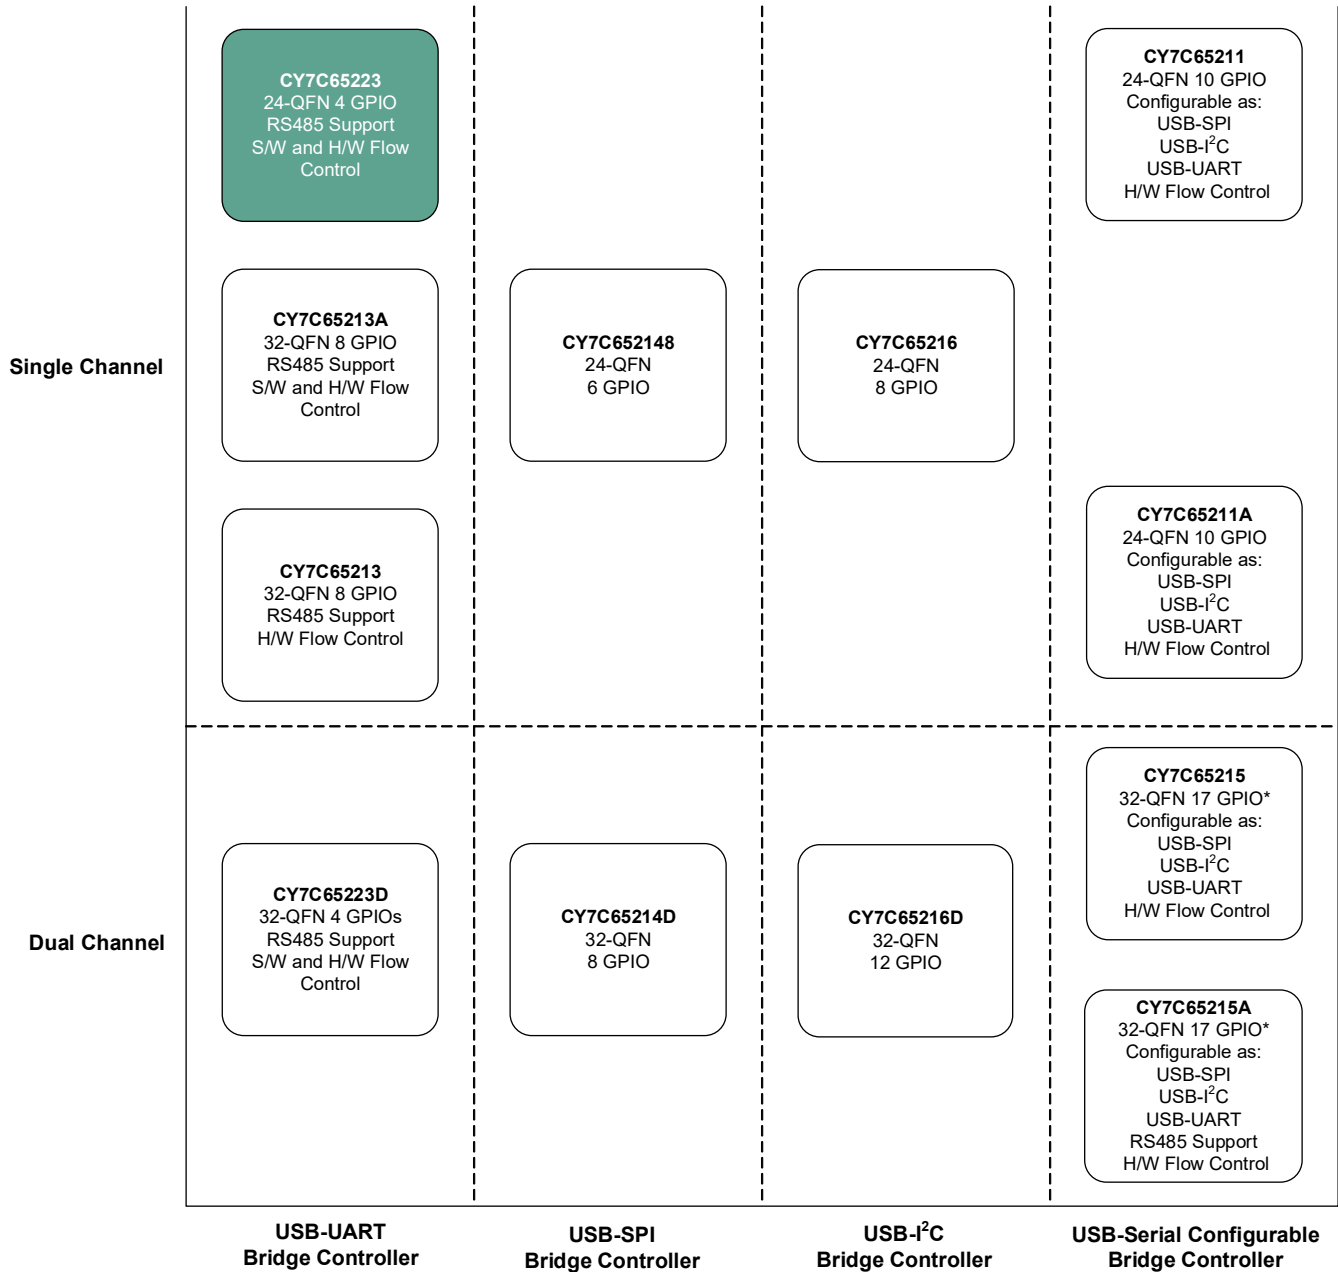 CY7C65223
24-QFN 4 GPIO
RS485 Support
S/W and H/W Flow
Control
CY7C65211
24-QFN 10 GPIO
Configurable as:
USB-SPI
USB-I²C
USB-UART
H/W Flow Control
Single Channel
CY7C65213A
32-QFN 8 GPIO
RS485 Support
S/W and H/W Flow
Control
CY7C652148
24-QFN
6 GPIO
CY7C65216
24-QFN
8 GPIO
CY7C65213
32-QFN 8 GPIO
RS485 Support
H/W Flow Control
CY7C65211A
24-QFN 10 GPIO
Configurable as:
USB-SPI
USB-I²C
USB-UART
H/W Flow Control
Dual Channel
CY7C65223D
32-QFN 4 GPIOs
RS485 Support
S/W and H/W Flow
Control
CY7C65214D
32-QFN
8 GPIO
CY7C65216D
32-QFN
12 GPIO
CY7C65215
32-QFN 17 GPIO*
Configurable as:
USB-SPI
USB-I²C
USB-UART
H/W Flow Control
CY7C65215A
32-QFN 17 GPIO*
Configurable as:
USB-SPI
USB-I²C
USB-UART
RS485 Support
H/W Flow Control
USB-UART
Bridge Controller
USB-SPI
Bridge Controller
USB-I²C
Bridge Controller
USB-Serial Configurable
Bridge Controller